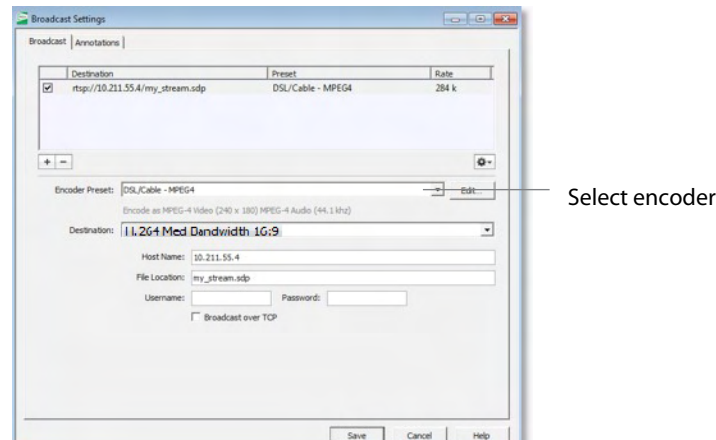 Broadcast Settings
Broadcast Annotations
Destination Preset Rate
rtsp://10.211.55.4/my_stream.sdp DSL/Cable - MPEG4 284 k
+ -
Encoder Preset: DSL/Cable - MPEG4 Edit...
Select encoder
Encode as MPEG-4 Video (240 x 180) MPEG-4 Audio (44.1 khz)
Destination: H.264 Med Bandwidth 16:9
Host Name: 10.211.55.4
File Location: my_stream.sdp
Username: Password:
Broadcast over TCP
Save Cancel Help